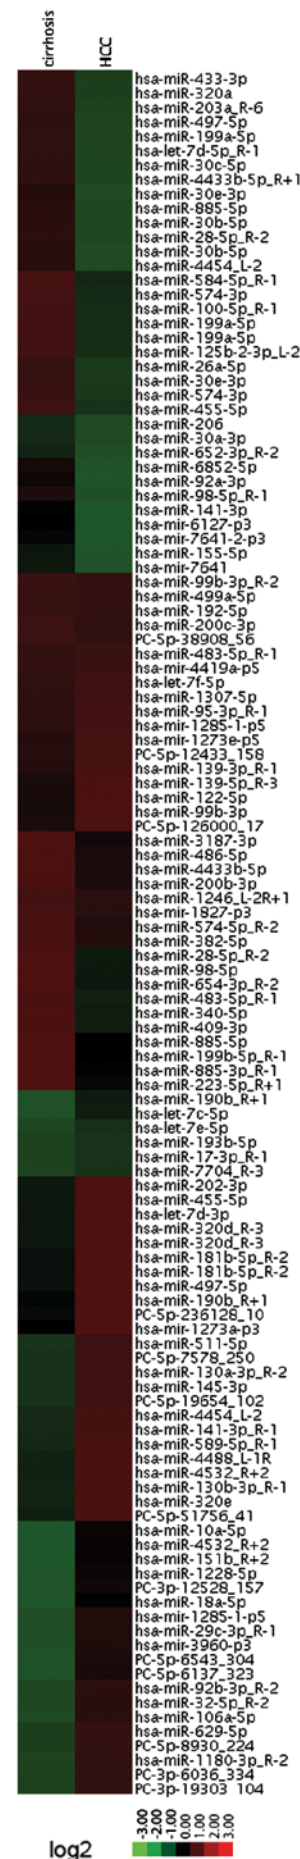 cirrhosis HCC
hsa-miR-433-3p
hsa-miR-320a
hsa-miR-203a_R-6
hsa-miR-497-5p
hsa-miR-199a-5p
hsa-let-7d-5p_R-1
hsa-miR-30c-5p
hsa-miR-4433b-5p_R+1
hsa-miR-30e-3p
hsa-miR-885-5p
hsa-miR-30b-5p
hsa-miR-28-5p_R-2
hsa-miR-30b-5p
hsa-miR-4454_L-2
hsa-miR-584-5p_R-1
hsa-miR-574-3p
hsa-miR-100-5p_R-1
hsa-miR-199a-5p
hsa-miR-199a-5p
hsa-miR-125b-2-3p_L-2
hsa-miR-26a-5p
hsa-miR-30e-3p
hsa-miR-574-3p
hsa-miR-455-5p
hsa-miR-206
hsa-miR-30a-3p
hsa-miR-652-3p_R-2
hsa-miR-6852-5p
hsa-miR-92a-3p
hsa-miR-98-5p_R-1
hsa-miR-141-3p
hsa-mir-6127-p3
hsa-mir-7641-2-p3
hsa-miR-155-5p
hsa-mir-7641
hsa-miR-99b-3p_R-2
hsa-miR-499a-5p
hsa-miR-192-5p
hsa-miR-200c-3p
PC-5p-38908_56
hsa-miR-483-5p_R-1
hsa-mir-4419a-p5
hsa-let-7f-5p
hsa-miR-1307-5p
hsa-miR-95-3p_R-1
hsa-mir-1285-1-p5
hsa-mir-1273e-p5
PC-5p-12433_158
hsa-miR-139-3p_R-1
hsa-miR-139-5p_R-3
hsa-miR-122-5p
hsa-miR-99b-3p
PC-5p-126000_17
hsa-miR-3187-3p
hsa-miR-486-5p
hsa-miR-4433b-5p
hsa-miR-200b-3p
hsa-miR-1246_L-2R+1
hsa-mir-1827-p3
hsa-miR-574-5p_R-2
hsa-miR-382-5p
hsa-miR-28-5p_R-2
hsa-miR-98-5p
hsa-miR-654-3p_R-2
hsa-miR-483-5p_R-1
hsa-miR-340-5p
hsa-miR-409-3p
hsa-miR-885-5p
hsa-miR-199b-5p_R-1
hsa-miR-885-3p_R-1
hsa-miR-223-5p_R+1
hsa-miR-190b_R+1
hsa-let-7c-5p
hsa-let-7e-5p
hsa-miR-193b-5p
hsa-miR-17-3p_R-1
hsa-miR-7704_R-3
hsa-miR-202-3p
hsa-miR-455-5p
hsa-let-7d-3p
hsa-miR-320d_R-3
hsa-miR-320d_R-3
hsa-miR-181b-5p_R-2
hsa-miR-181b-5p_R-2
hsa-miR-497-5p
hsa-miR-190b_R+1
PC-5p-236128_10
hsa-mir-1273a-p3
hsa-miR-511-5p
PC-5p-7578_250
hsa-miR-130a-3p_R-2
hsa-miR-145-3p
PC-5p-19654_102
hsa-miR-4454_L-2
hsa-miR-141-3p_R-1
hsa-miR-589-5p_R-1
hsa-miR-4488_L-1R
hsa-miR-4532_R+2
hsa-miR-130b-3p_R-1
hsa-miR-320e
PC-5p-51756_41
hsa-miR-10a-5p
hsa-miR-4532_R+2
hsa-miR-151b_R+2
hsa-miR-1228-5p
PC-3p-12528_157
hsa-miR-18a-5p
hsa-mir-1285-1-p5
hsa-miR-29c-3p_R-1
hsa-mir-3960-p3
PC-5p-6543_304
PC-5p-6137_323
hsa-miR-92b-3p_R-2
hsa-miR-32-5p_R-2
hsa-miR-106a-5p
hsa-miR-629-5p
PC-5p-8930_224
hsa-miR-1180-3p_R-2
PC-3p-6036_334
PC-3p-19303_104
-3.00 -2.00 -1.00 0.00 1.00 2.00 3.00
log2